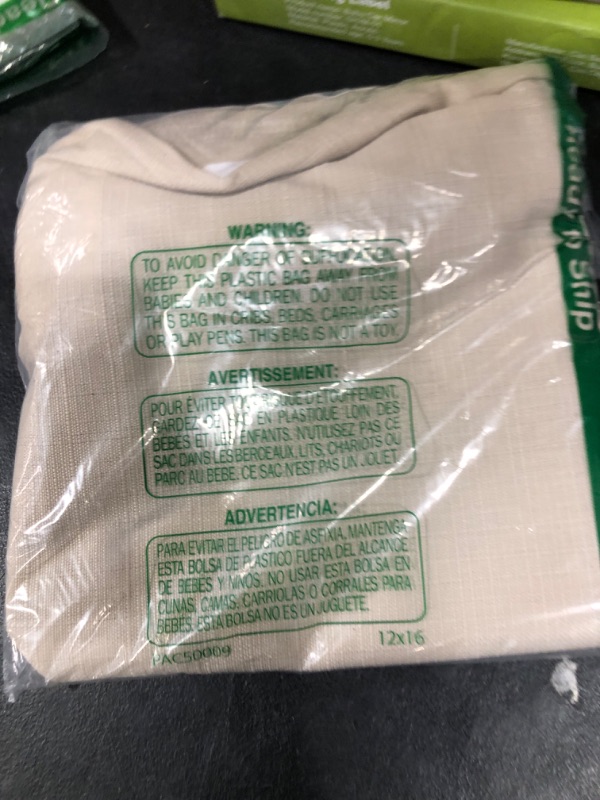 WARNING:
TO AVOID DANGER OF SUFFOCATION,
KEEP THIS PLASTIC BAG AWAY FROM
BABIES AND CHILDREN. DO NOT USE
THIS BAG IN CRIBS, BEDS, CARRIAGES
OR PLAY PENS. THIS BAG IS NOT A TOY.
AVERTISSEMENT:
POUR ÉVITER TOUT RISQUE D'ÉTOUFFEMENT,
GARDEZ CE SAC EN PLASTIQUE LOIN DES
BEBES ET LES ENFANTS. N'UTILISEZ PAS CE
SAC DANS LES BERCEAUX, LITS, CHARIOTS OU
PARC AU BEBE. CE SAC N'EST PAS UN JOUET.
ADVERTENCIA:
PARA EVITAR EL PELIGRO DE ASFIXIA, MANTENGA
ESTA BOLSA DE PLASTICO FUERA DEL ALCANCE
DE BEBES Y NIÑOS. NO USAR ESTA BOLSA EN
CUNAS, CAMAS, CARRIOLAS O CORRALES PARA
BEBES. ESTA BOLSA NO ES UN JUGUETE.
PAC50009
12x16
Ready n Ship